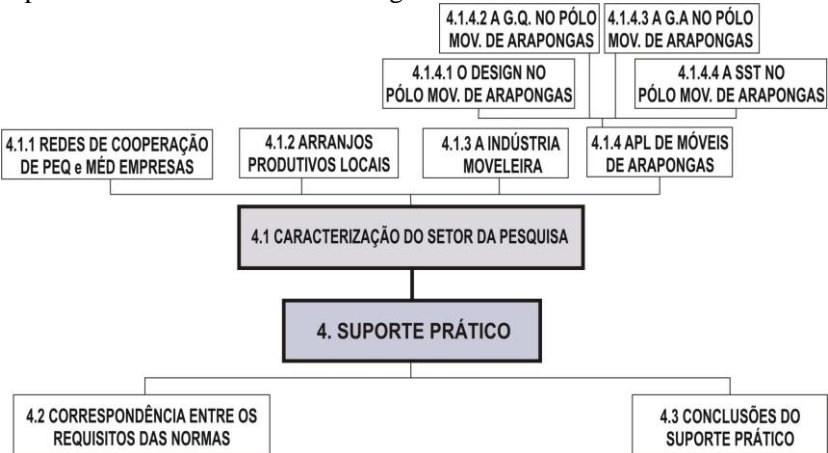 4.1.4.2 A G.Q. NO PÓLO
MOV. DE ARAPONGAS
4.1.4.3 A G.A NO PÓLO
MOV. DE ARAPONGAS
4.1.4.1 O DESIGN NO
PÓLO MOV. DE ARAPONGAS
4.1.4.4 A SST NO
PÓLO MOV. DE ARAPONGAS
4.1.1 REDES DE COOPERAÇÃO
DE PEQ e MÉD EMPRESAS
4.1.2 ARRANJOS
PRODUTIVOS LOCAIS
4.1.3 A INDÚSTRIA
MOVELEIRA
4.1.4 APL DE MÓVEIS
DE ARAPONGAS
4.1 CARACTERIZAÇÃO DO SETOR DA PESQUISA
4. SUPORTE PRÁTICO
4.2 CORRESPONDÊNCIA ENTRE OS
REQUISITOS DAS NORMAS
4.3 CONCLUSÕES DO
SUPORTE PRÁTICO